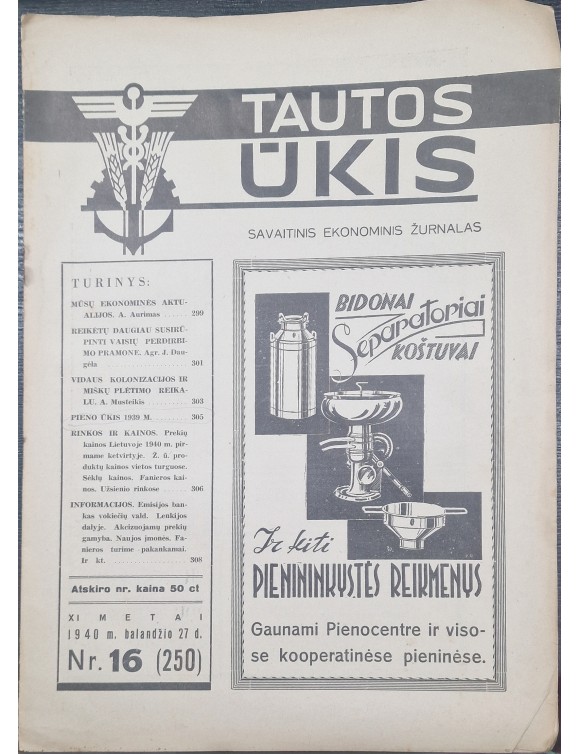 TAUTOS
ŪKIS
SAVAITINIS EKONOMINIS ŽURNALAS
TURINYS:
MŪSŲ EKONOMINĖS AKTU-
ALIJOS. A. Aurimas ..... 299
REIKĖTŲ DAUGIAU SUSIRŪ-
PINTI VAISIŲ PERDIRBI-
MO PRAMONE. Agr. J. Dau-
gėla ..... 301
VIDAUS KOLONIZACIJOS IR
MIŠKŲ PLĖTIMO REIKA-
LU. A. Musteikis ..... 303
PIENO ŪKIS 1939 M. ..... 305
RINKOS IR KAINOS. Prekių
kainos Lietuvoje 1940 m. pir-
mame ketvirtyje. Ž. ū. pro-
duktų kainos vietos turguose.
Sėklų kainos. Fanieros kai-
nos. Užsienio rinkose ..... 306
INFORMACIJOS. Emisijos ban-
kas vokiečių vald. Lenkijos
dalyje. Akcizuojamų prekių
gamyba. Naujos įmonės. Fa-
nieros turime pakankamai.
Ir kt. ..... 308
Atskiro nr. kaina 50 ct
XI METAI
1940 m. balandžio 27 d.
Nr. 16 (250)
BIDONAI
Separatoriai
KOŠTUVAI
Ir kiti
PIENININKYSTĖS REIKMENYS
Gaunami Pienocentre ir viso-
se kooperatinėse pieninėse.